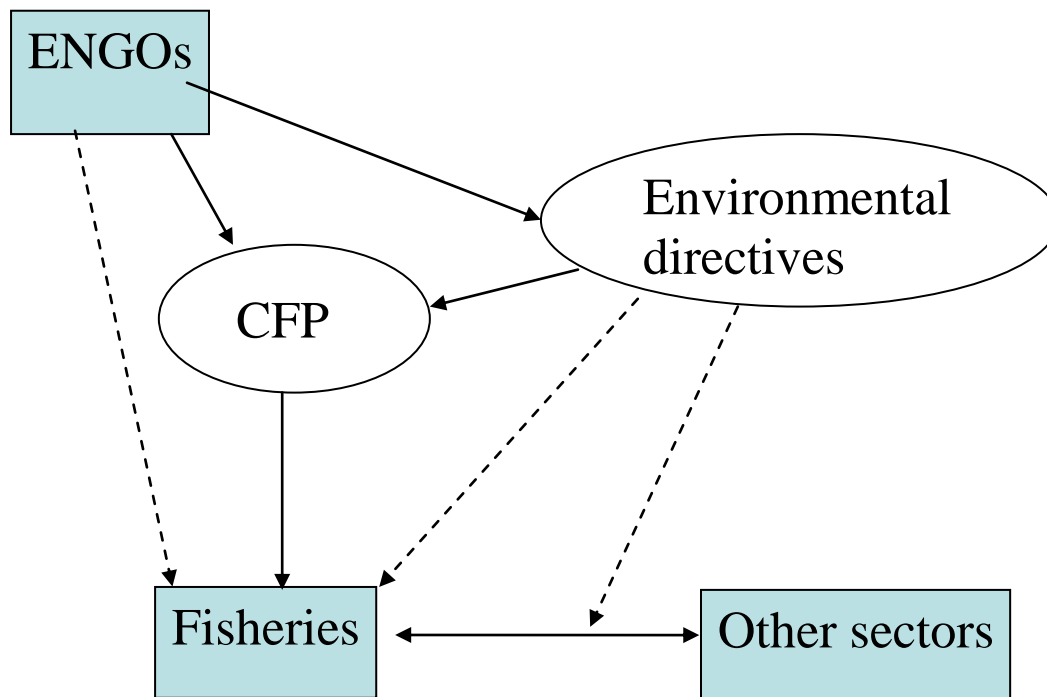 ENGOs
Environmental
directives
CFP
Fisheries
Other sectors